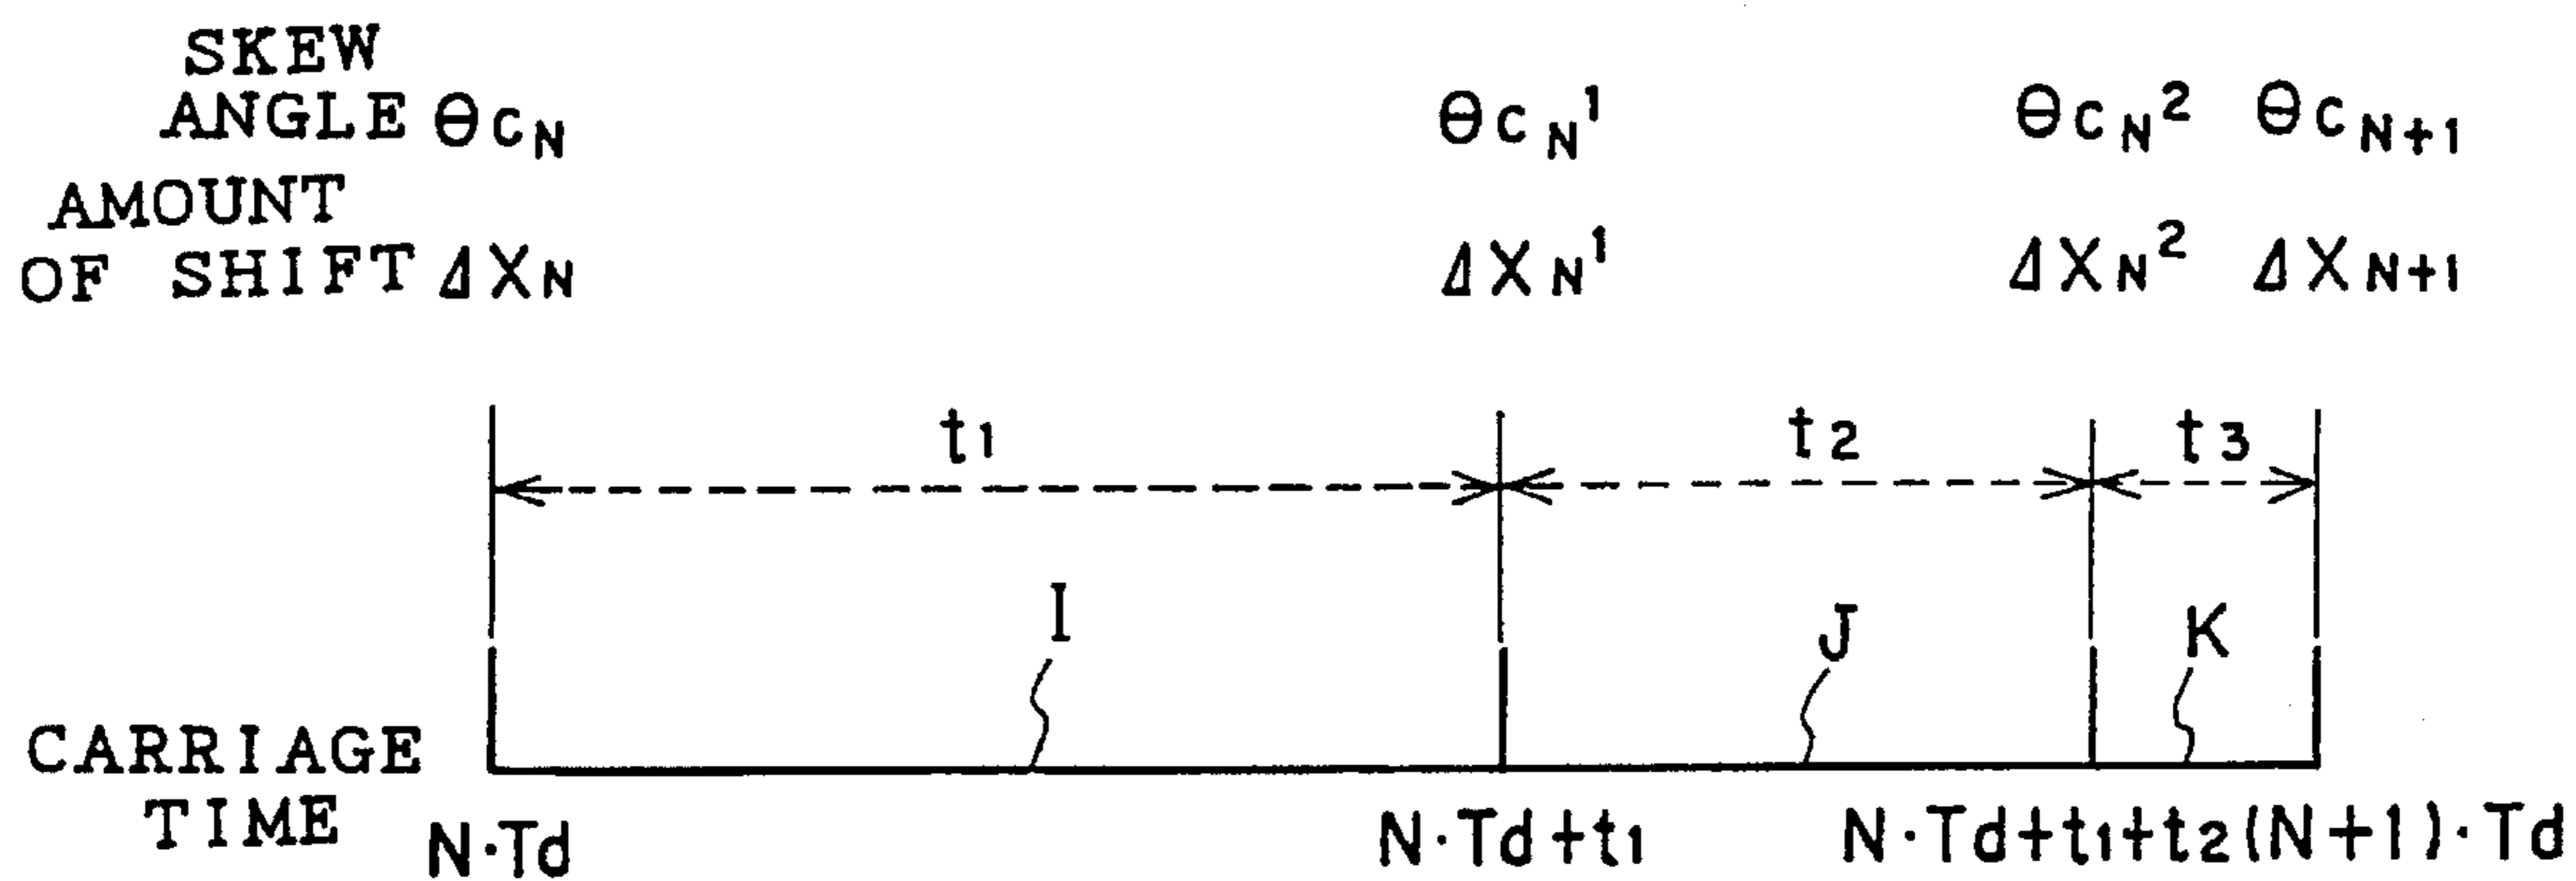 SKEW
ANGLE θc_N θc_N^1 θc_N^2 θc_N+1
AMOUNT
OF SHIFT ΔX_N ΔX_N^1 ΔX_N^2 ΔX_N+1
t1 t2 t3
I J K
CARRIAGE
TIME N·Td N·Td+t1 N·Td+t1+t2 (N+1)·Td